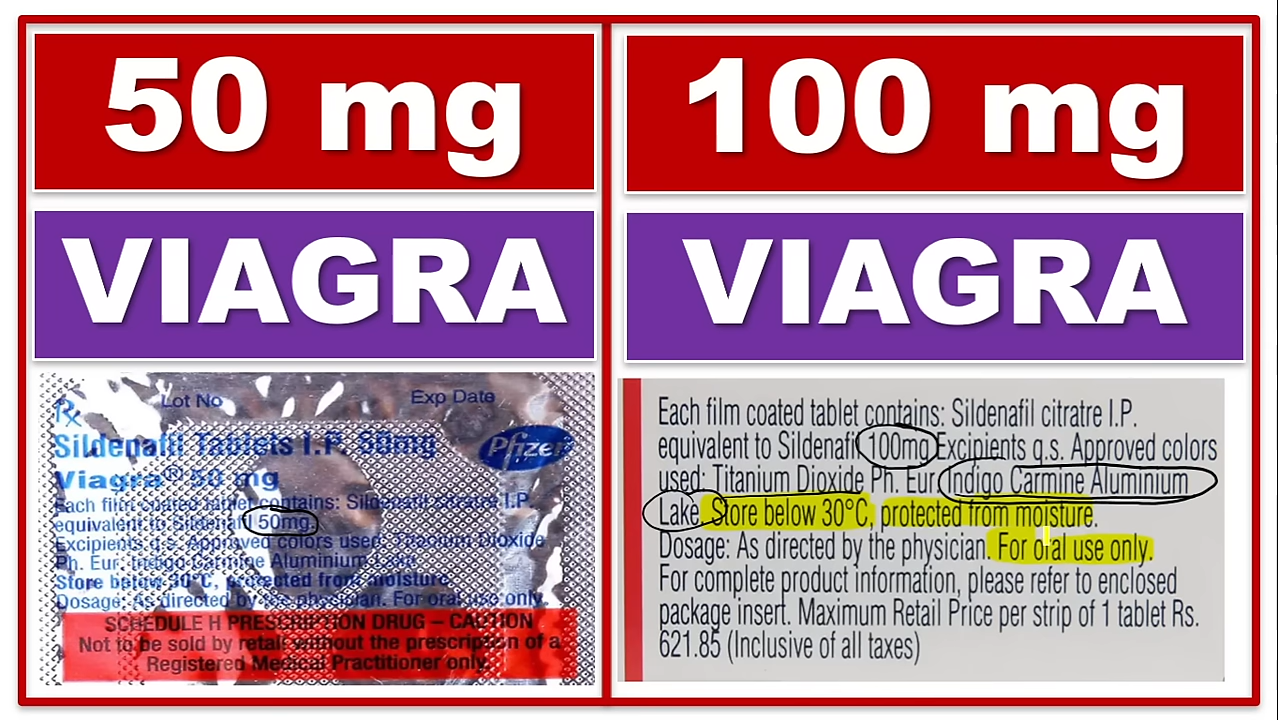 50 mg
VIAGRA
Rx
Lot No
Exp Date
Sildenafil Tablets I.P. 50mg
Pfizer
Viagra® 50 mg
Each film coated tablet contains: Sildenafil citrate I.P.
equivalent to Sildenafil 50mg.
Excipients q.s. Approved colors used: Titanium Dioxide
Ph. Eur. Indigo Carmine Aluminium Lake.
Store below 30°C, protected from moisture.
Dosage: As directed by the physician. For oral use only.
SCHEDULE H PRESCRIPTION DRUG – CAUTION
Not to be sold by retail without the prescription of a
Registered Medical Practitioner only.
100 mg
VIAGRA
Each film coated tablet contains: Sildenafil citratre I.P.
equivalent to Sildenafil 100mg Excipients q.s. Approved colors
used: Titanium Dioxide Ph. Eur. Indigo Carmine Aluminium
Lake. Store below 30°C, protected from moisture.
Dosage: As directed by the physician. For oral use only.
For complete product information, please refer to enclosed
package insert. Maximum Retail Price per strip of 1 tablet Rs.
621.85 (Inclusive of all taxes)